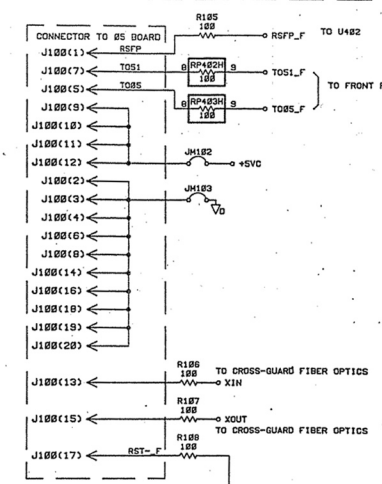 R105
100
CONNECTOR TO 05 BOARD
J100(1) RSFP RSFP_F TO U402
RP402H
J100(7) TOS1 8 100 9 TOS1_F
TO FRONT
RP403H
J100(5) TO0S 8 100 9 TO0S_F
J100(9)
J100(10)
J100(11)
JM102
J100(12) +5VC
J100(2)
JM103
J100(3)
J100(4)
J100(6)
J100(8)
J100(14)
J100(16)
J100(18)
J100(19)
J100(20)
R106
100 TO CROSS-GUARD FIBER OPTICS
J100(13) XIN
R107
100
J100(15) XOUT
TO CROSS-GUARD FIBER OPTICS
R108
100
J100(17) RST-_F